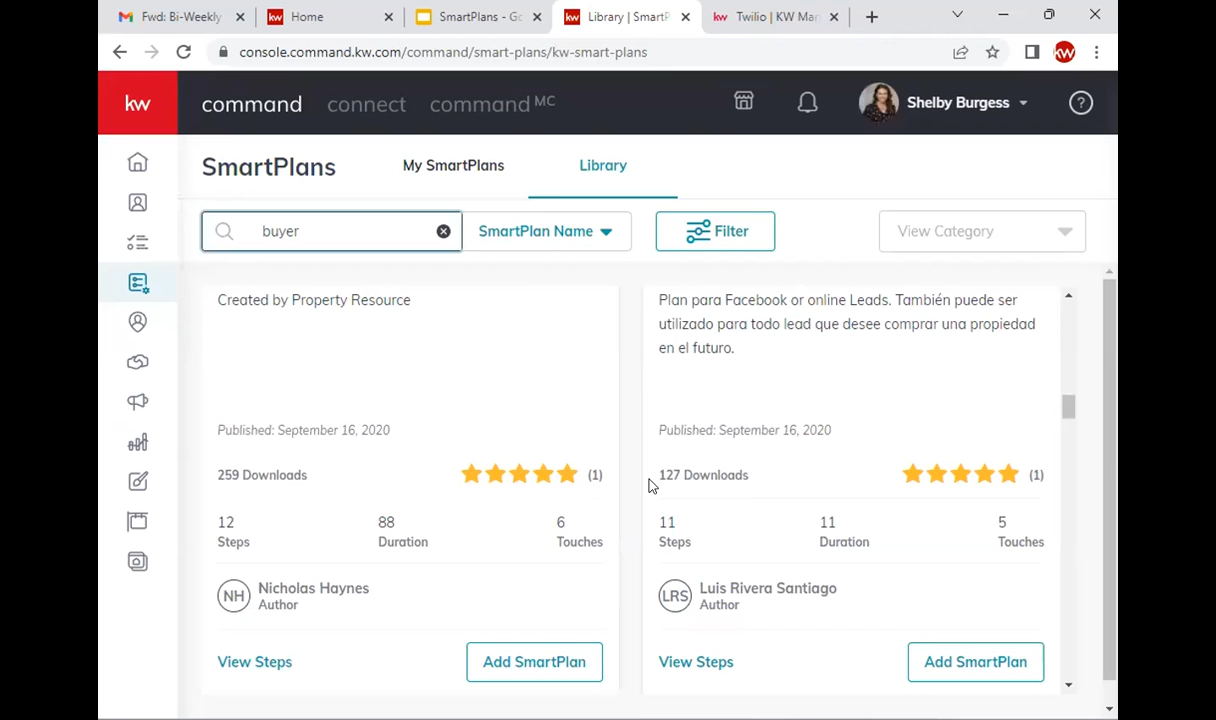 Fwd: Bi-Weekly
kw Home
SmartPlans - Go
kw Library | SmartP
kw Twilio | KW Mar
console.command.kw.com/command/smart-plans/kw-smart-plans
kw
kw command connect command MC
Shelby Burgess
SmartPlans My SmartPlans Library
buyer SmartPlan Name Filter View Category
Created by Property Resource
Published: September 16, 2020
259 Downloads (1)
12 88 6
Steps Duration Touches
NH Nicholas Haynes
Author
View Steps Add SmartPlan
Plan para Facebook or online Leads. También puede ser
utilizado para todo lead que desee comprar una propiedad
en el futuro.
Published: September 16, 2020
127 Downloads (1)
11 11 5
Steps Duration Touches
LRS Luis Rivera Santiago
Author
View Steps Add SmartPlan